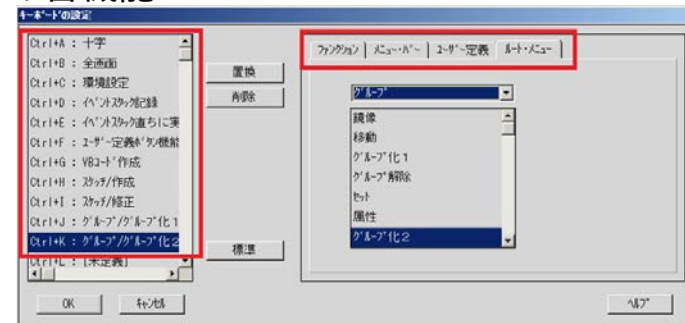 キーボードの設定
Ctrl+A : 十字
Ctrl+B : 全画面
Ctrl+C : 環境設定
Ctrl+D : イベントスタック記録
Ctrl+E : イベントスタック直ちに実
Ctrl+F : ユーザー定義ボタン機能
Ctrl+G : VBコード作成
Ctrl+H : スケッチ/作成
Ctrl+I : スケッチ/修正
Ctrl+J : グループ/グループ化1
Ctrl+K : グループ/グループ化2
Ctrl+L : [未定義]
置換
削除
標準
ファンクション
メニュー・バー
ユーザー定義
ルート・メニュー
グループ
鏡像
移動
グループ化1
グループ解除
セット
属性
グループ化2
OK
キャンセル
ヘルプ